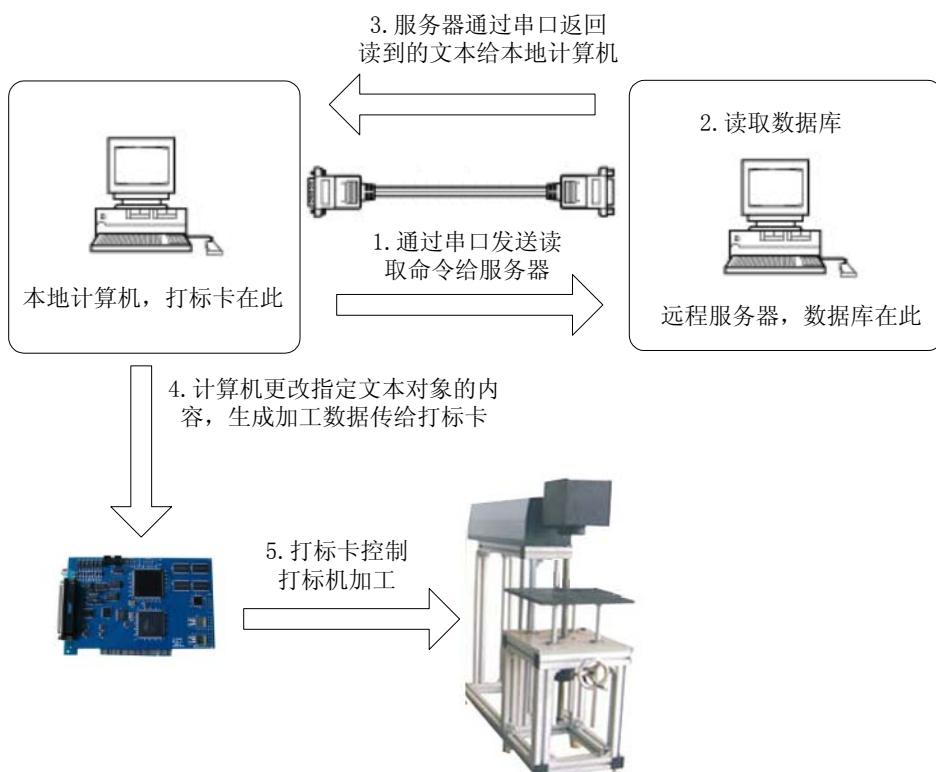 3.服务器通过串口返回
读到的文本给本地计算机
2.读取数据库
1.通过串口发送读
取命令给服务器
本地计算机，打标卡在此
远程服务器，数据库在此
4.计算机更改指定文本对象的内
容，生成加工数据传给打标卡
5.打标卡控制
打标机加工